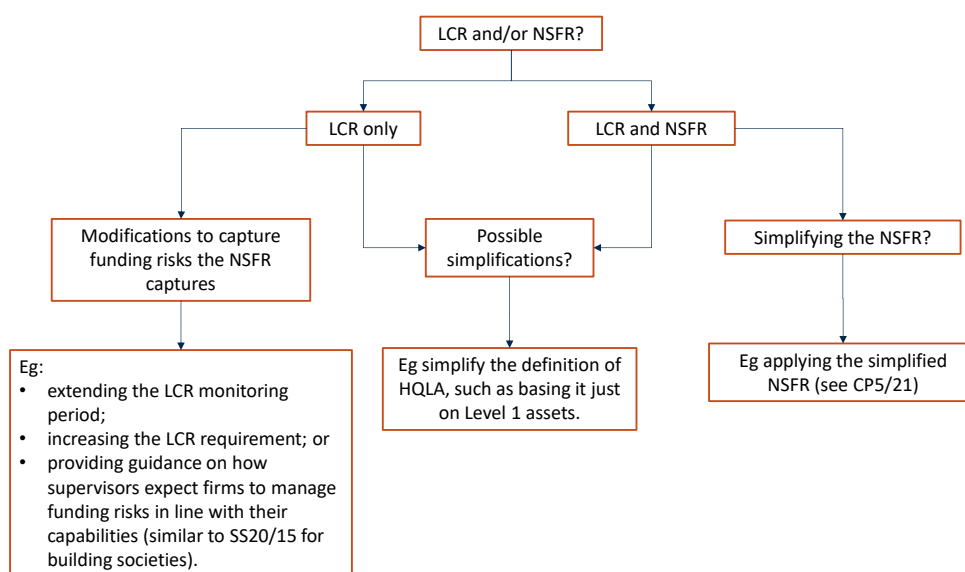 LCR and/or NSFR?
LCR only
LCR and NSFR
Modifications to capture
funding risks the NSFR
captures
Possible
simplifications?
Simplifying the NSFR?
Eg:
• extending the LCR monitoring
period;
• increasing the LCR requirement; or
• providing guidance on how
supervisors expect firms to manage
funding risks in line with their
capabilities (similar to SS20/15 for
building societies).
Eg simplify the definition of
HQLA, such as basing it just
on Level 1 assets.
Eg applying the simplified
NSFR (see CP5/21)